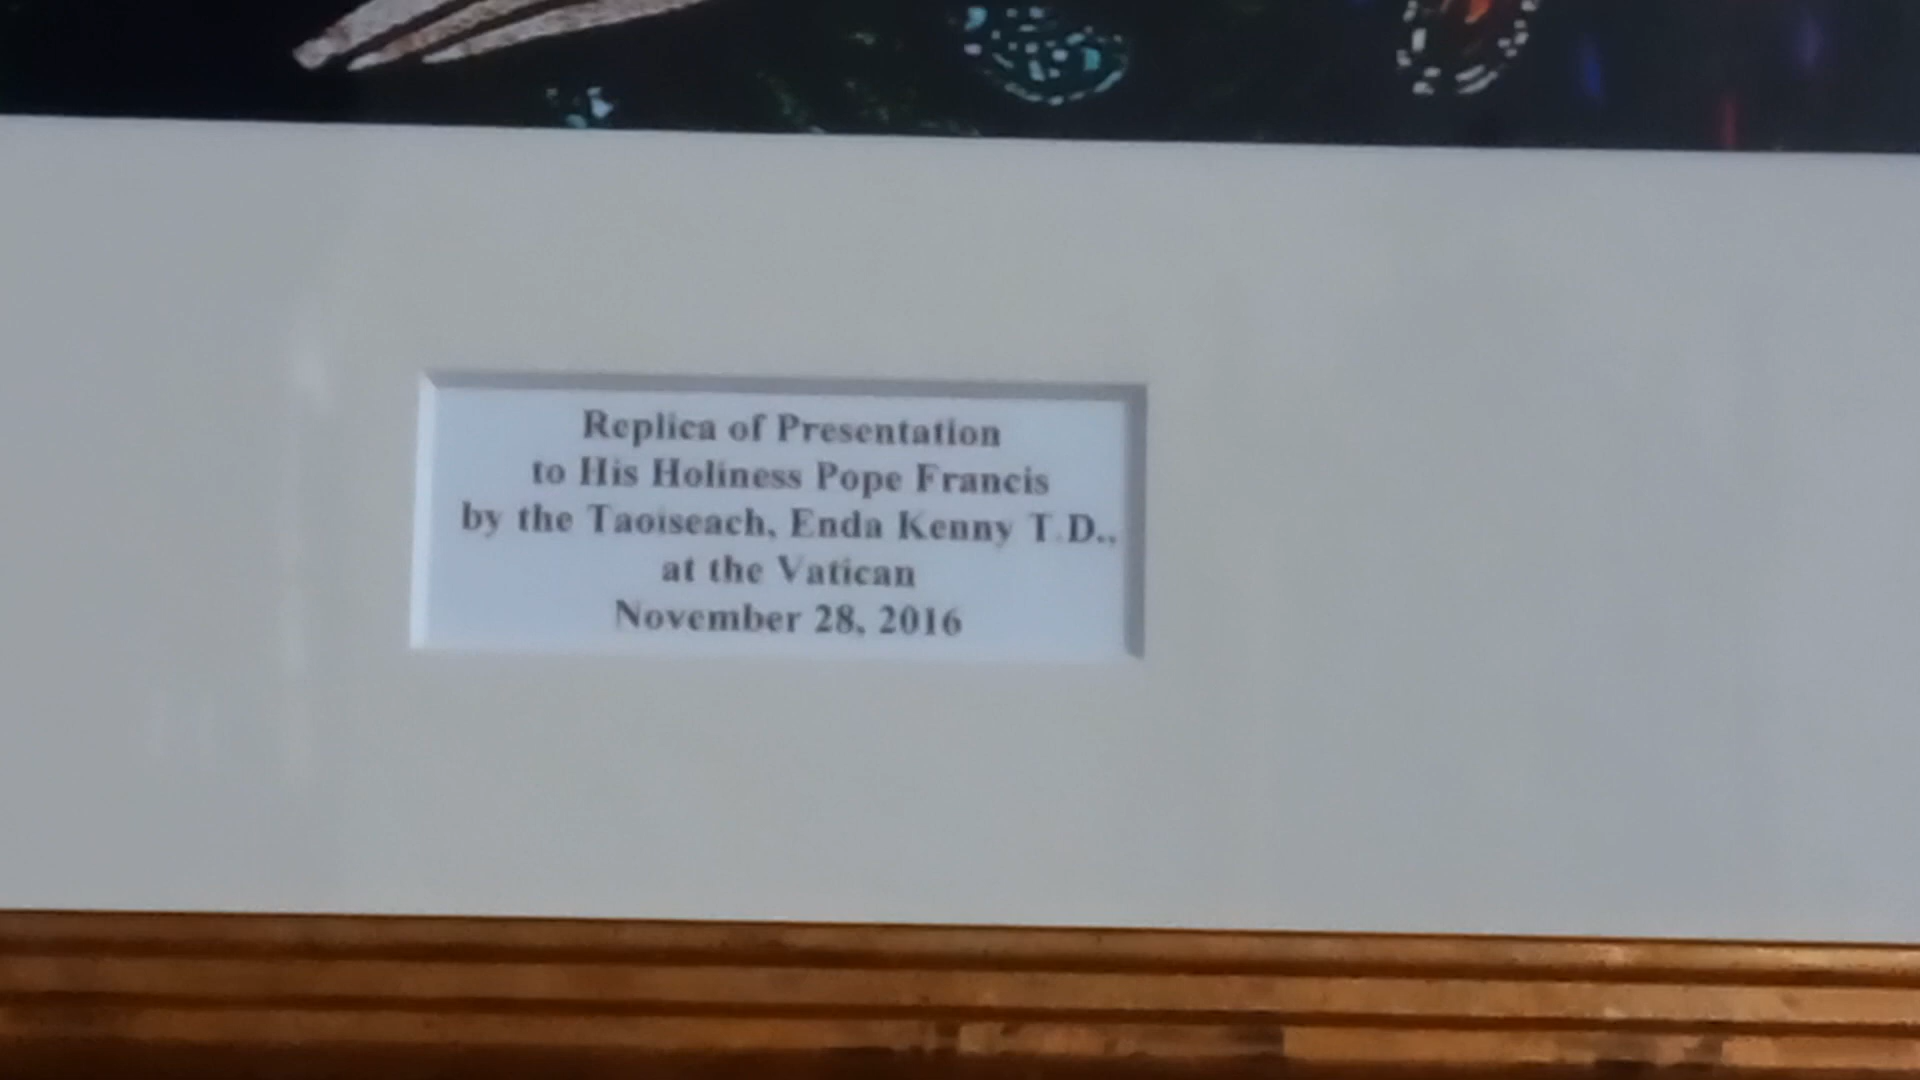 Replica of Presentation
to His Holiness Pope Francis
by the Taoiseach, Enda Kenny T.D.,
at the Vatican
November 28, 2016